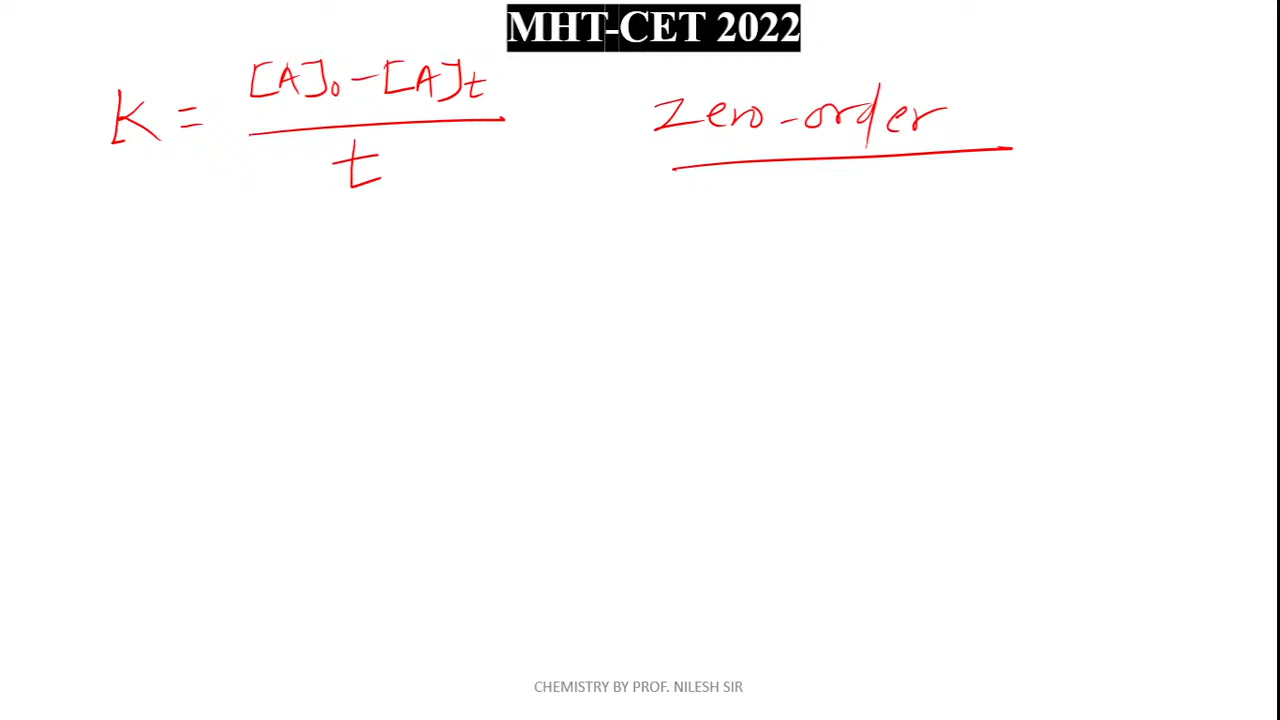 MHT-CET 2022
K = [A]₀ - [A]t / t
Zero-order
CHEMISTRY BY PROF. NILESH SIR